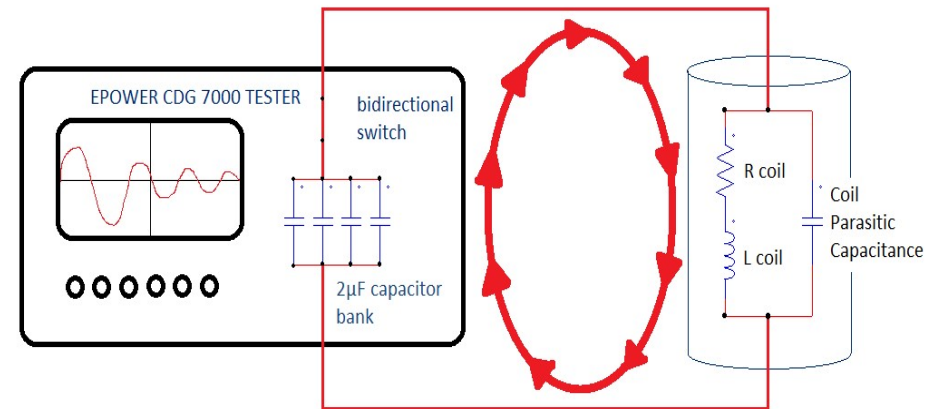 EPOWER CDG 7000 TESTER
bidirectional
switch
2µF capacitor
bank
R coil
L coil
Coil
Parasitic
Capacitance